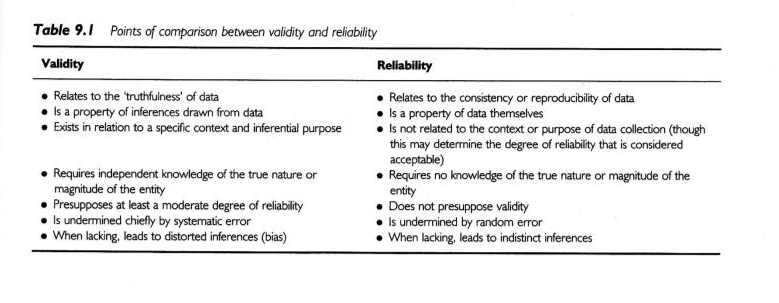 Table 9.1 Points of comparison between validity and reliability
Validity
Reliability
• Relates to the 'truthfulness' of data
• Is a property of inferences drawn from data
• Exists in relation to a specific context and inferential purpose
• Requires independent knowledge of the true nature or
magnitude of the entity
• Presupposes at least a moderate degree of reliability
• Is undermined chiefly by systematic error
• When lacking, leads to distorted inferences (bias)
• Relates to the consistency or reproducibility of data
• Is a property of data themselves
• Is not related to the context or purpose of data collection (though
this may determine the degree of reliability that is considered
acceptable)
• Requires no knowledge of the true nature or magnitude of the
entity
• Does not presuppose validity
• Is undermined by random error
• When lacking, leads to indistinct inferences